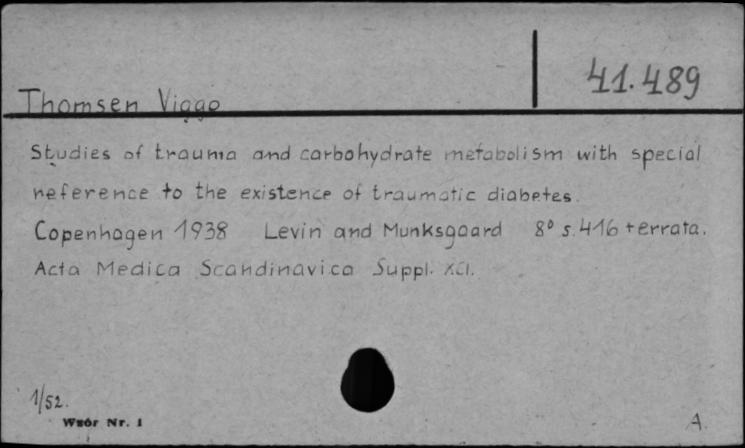 41.489
Thomsen Viggo
Studies of trauma and carbohydrate metabolism with special
reference to the existence of traumatic diabetes.
Copenhagen 1938 Levin and Munksgaard 8° s. 416 + errata.
Acta Medica Scandinavica Suppl. XCI.
1/52.
Wzór Nr. 1
A.